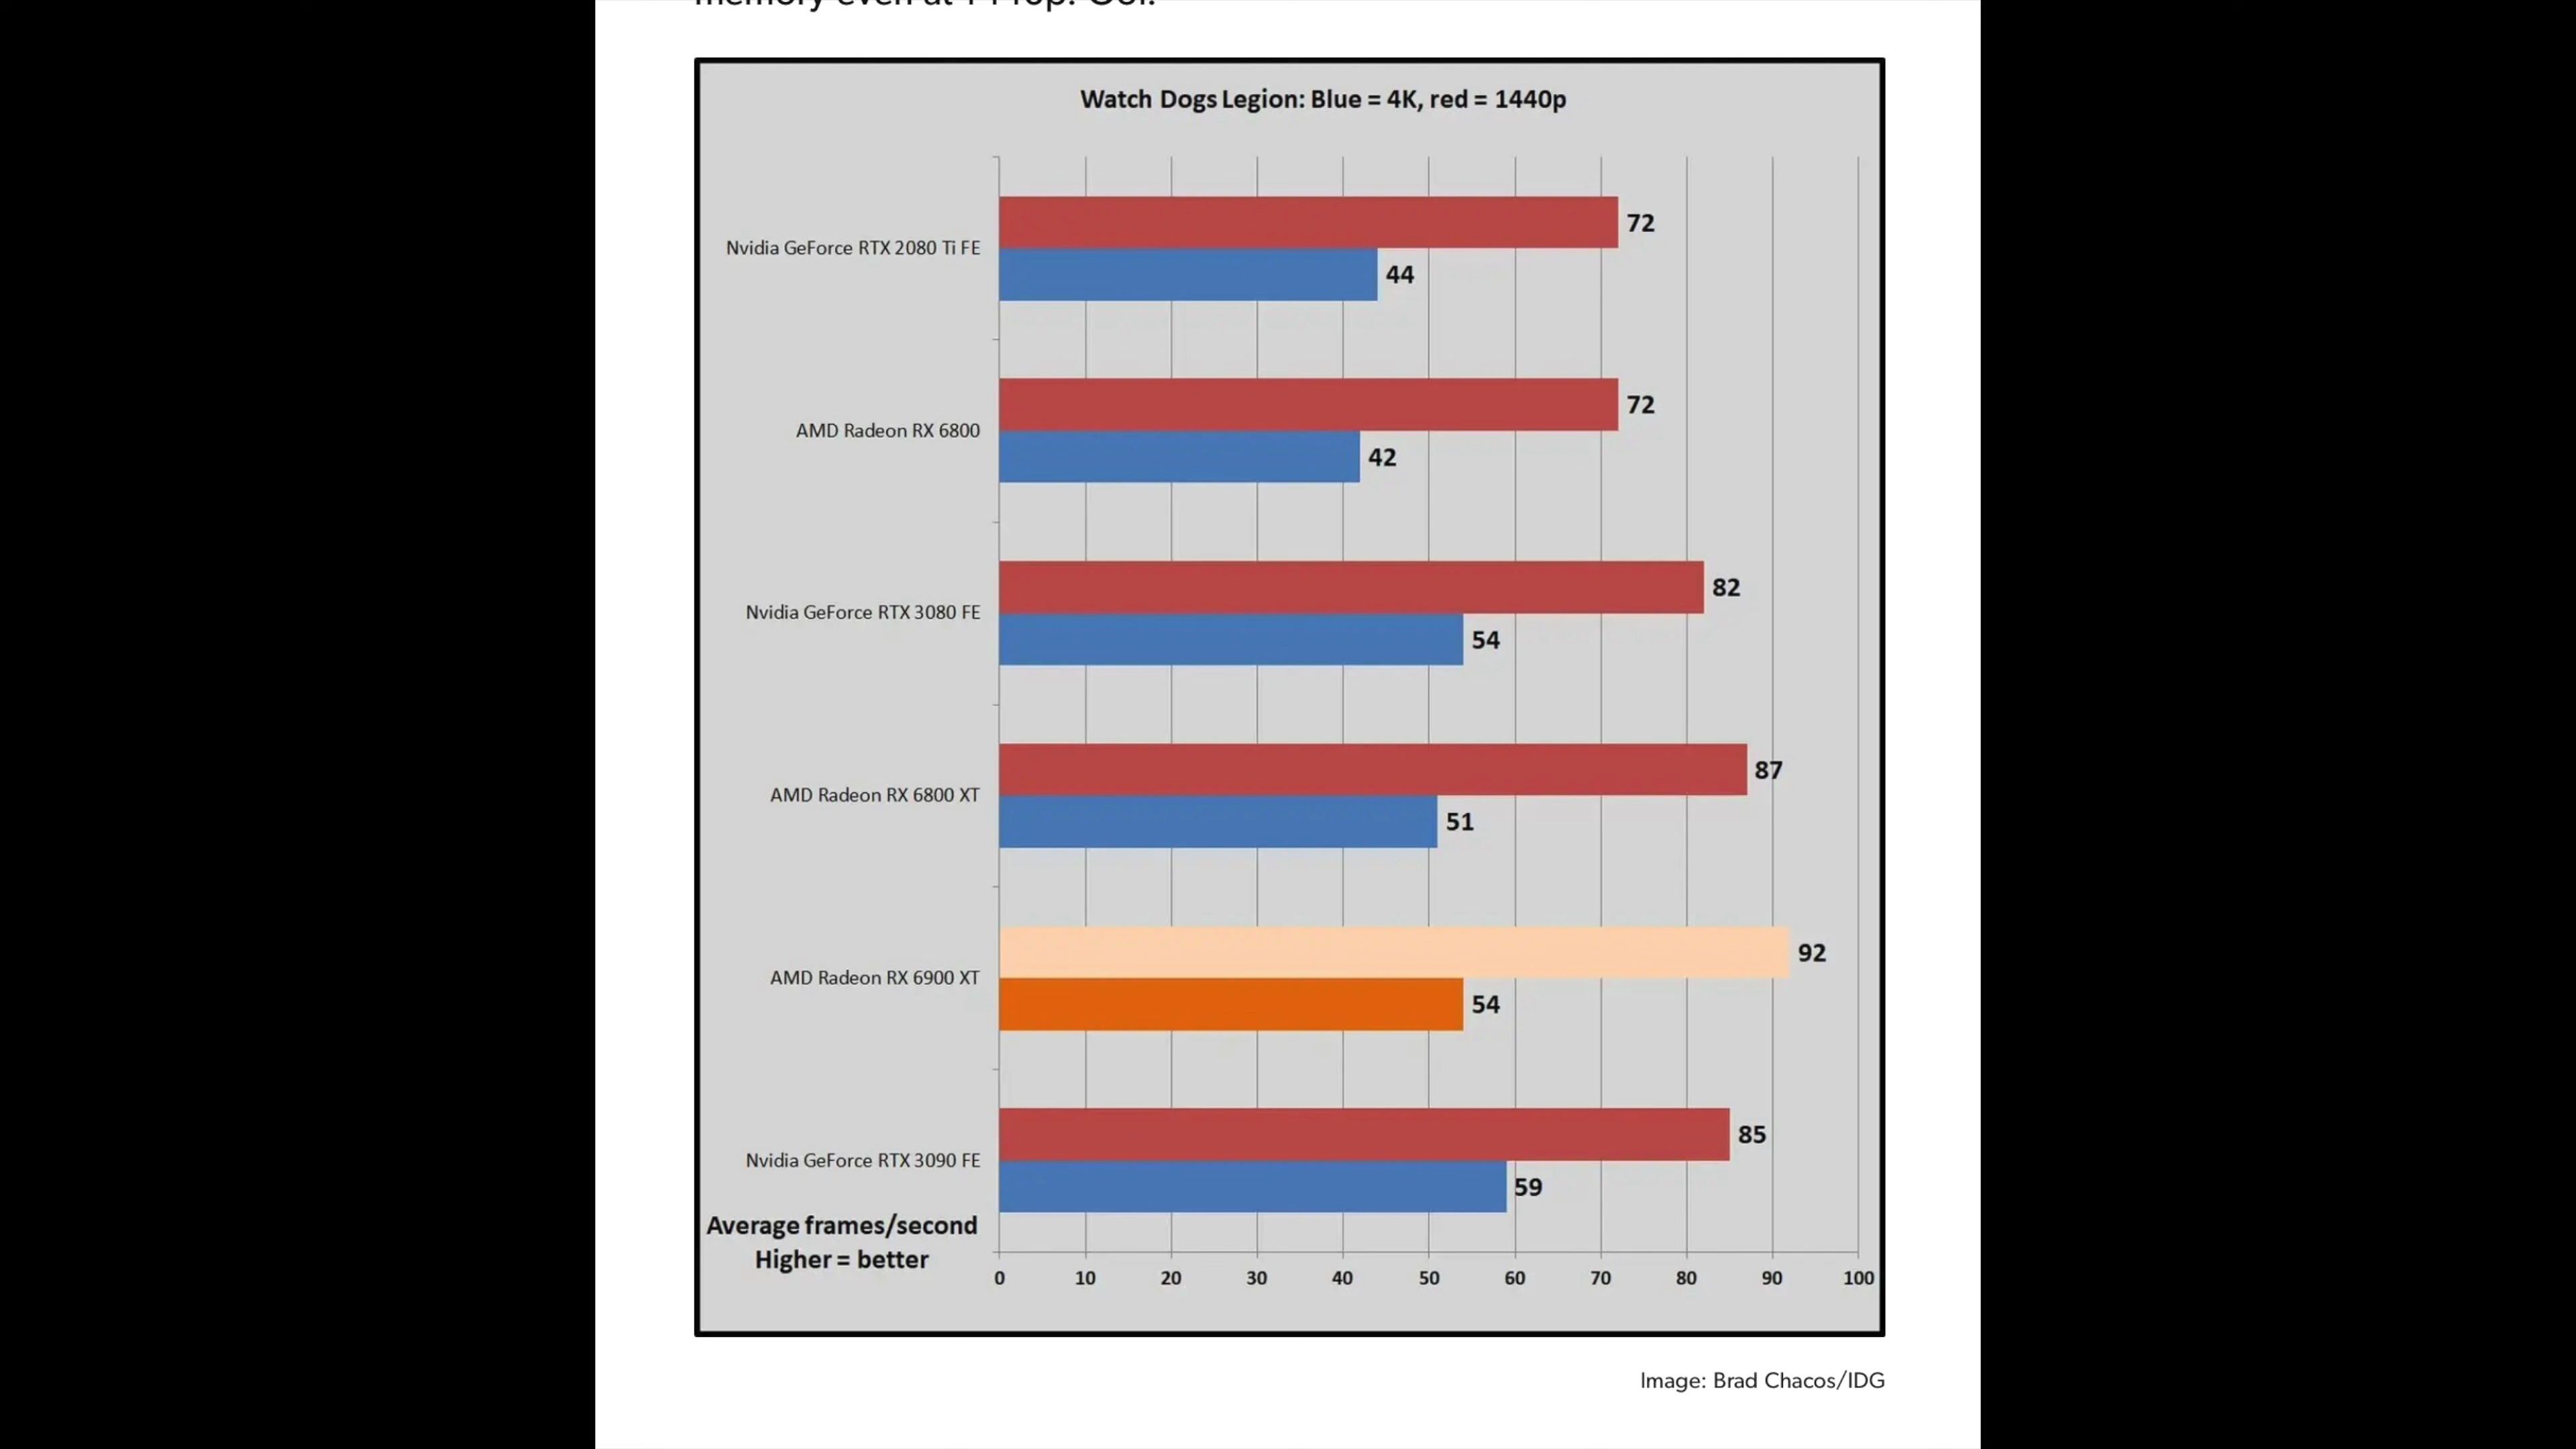 Watch Dogs Legion: Blue = 4K, red = 1440p
Nvidia GeForce RTX 2080 Ti FE
72
44
AMD Radeon RX 6800
72
42
Nvidia GeForce RTX 3080 FE
82
54
AMD Radeon RX 6800 XT
87
51
AMD Radeon RX 6900 XT
92
54
Nvidia GeForce RTX 3090 FE
85
59
Average frames/second
Higher = better
0 10 20 30 40 50 60 70 80 90 100
Image: Brad Chacos/IDG